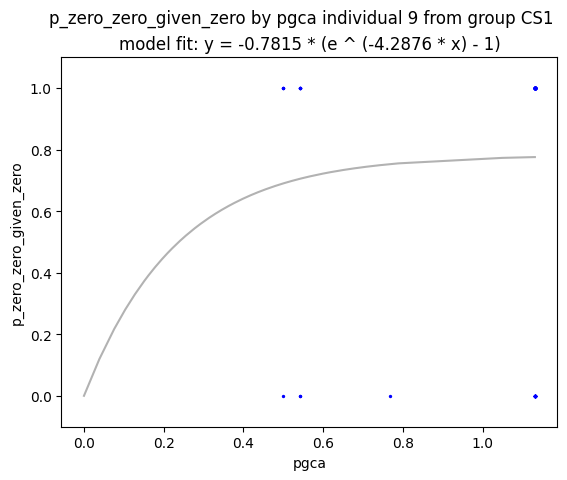 p_zero_zero_given_zero by pgca individual 9 from group CS1
model fit: y = -0.7815 * (e ^ (-4.2876 * x) - 1)
1.0
0.8
0.6
0.4
0.2
0.0
p_zero_zero_given_zero
0.0 0.2 0.4 0.6 0.8 1.0
pgca